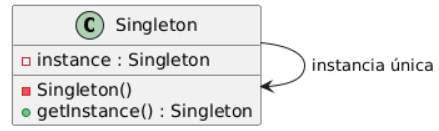 C Singleton
instance : Singleton
Singleton()
getInstance() : Singleton
instancia única